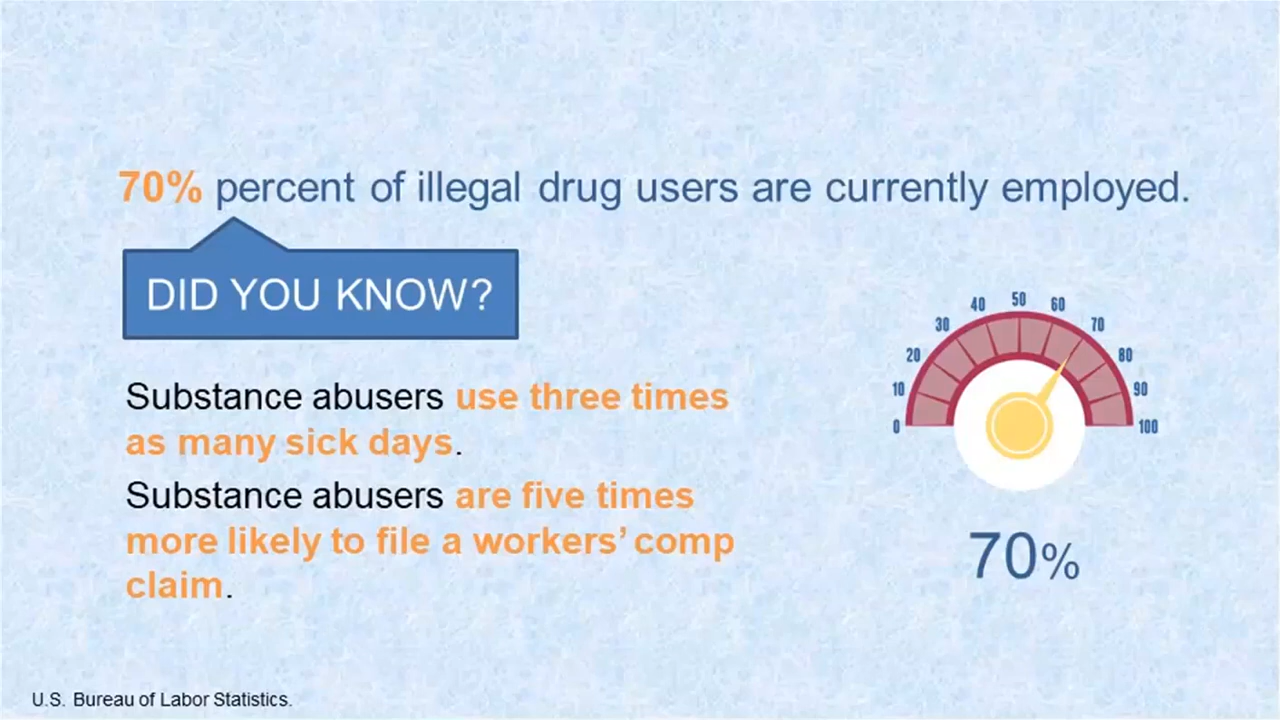 70% percent of illegal drug users are currently employed.
DID YOU KNOW?
Substance abusers use three times
as many sick days.
Substance abusers are five times
more likely to file a workers’ comp
claim.
0
10
20
30
40
50
60
70
80
90
100
70%
U.S. Bureau of Labor Statistics.